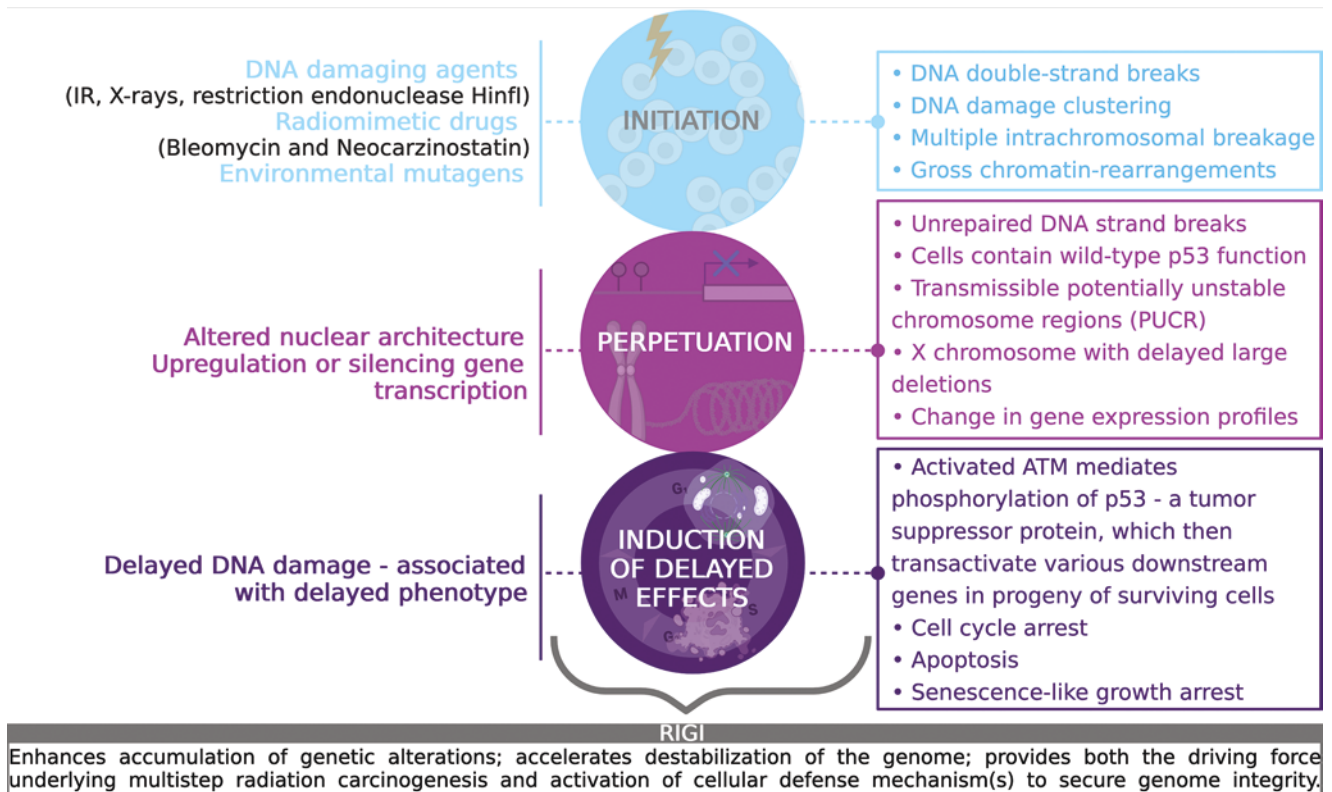 DNA damaging agents
(IR, X-rays, restriction endonuclease HinfI)
Radiomimetic drugs
(Bleomycin and Neocarzinostatin)
Environmental mutagens
INITIATION
• DNA double-strand breaks
• DNA damage clustering
• Multiple intrachromosomal breakage
• Gross chromatin-rearrangements
Altered nuclear architecture
Upregulation or silencing gene
transcription
PERPETUATION
• Unrepaired DNA strand breaks
• Cells contain wild-type p53 function
• Transmissible potentially unstable
chromosome regions (PUCR)
• X chromosome with delayed large
deletions
• Change in gene expression profiles
Delayed DNA damage - associated
with delayed phenotype
G₁
INDUCTION
OF DELAYED
EFFECTS
M
S
G
• Activated ATM mediates
phosphorylation of p53 - a tumor
suppressor protein, which then
transactivate various downstream
genes in progeny of surviving cells
• Cell cycle arrest
• Apoptosis
• Senescence-like growth arrest
RIGI
Enhances accumulation of genetic alterations; accelerates destabilization of the genome; provides both the driving force
underlying multistep radiation carcinogenesis and activation of cellular defense mechanism(s) to secure genome integrity.